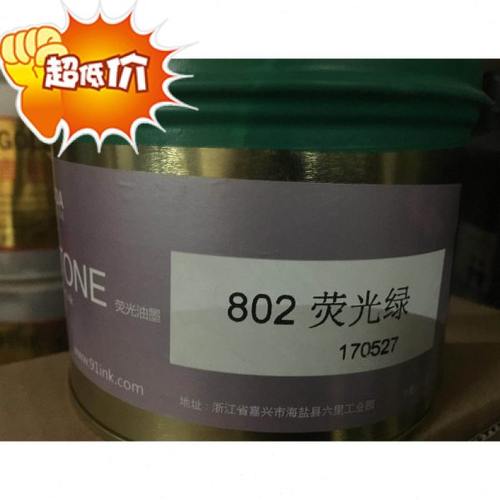 超低价
TONE
荧光油墨
802 荧光绿
170527
www.91ink.com
地址：浙江省嘉兴市海盐县六里工业园